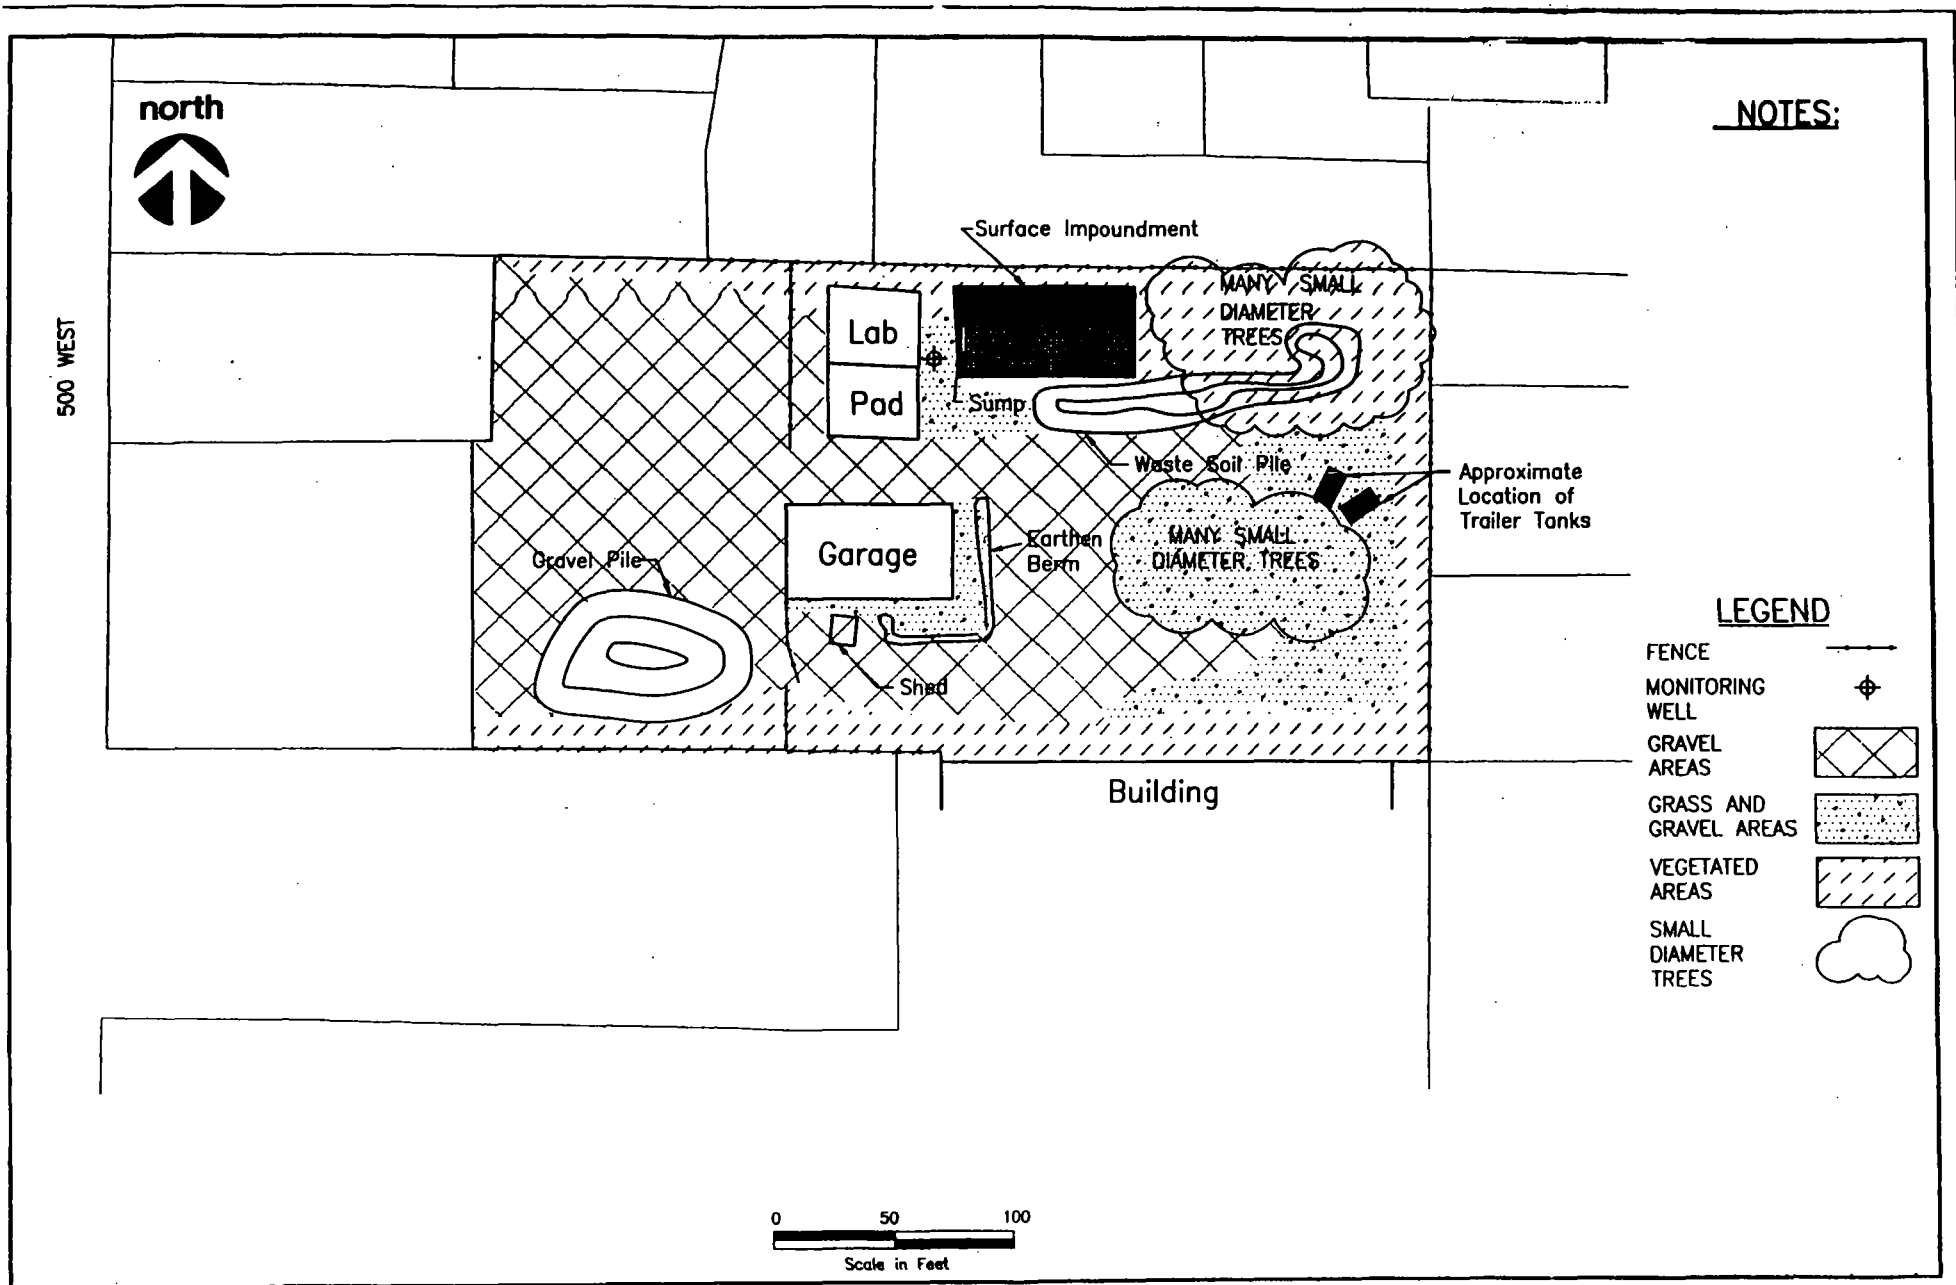 north
NOTES:
500 WEST
Surface Impoundment
MANY SMALL
DIAMETER
TREES
Lab
Pad
Sump
Waste Soil Pile
Approximate
Location of
Trailer Tanks
Garage
Earthen
Berm
MANY SMALL
DIAMETER TREES
Gravel Pile
Shed
Building
LEGEND
FENCE
MONITORING
WELL
GRAVEL
AREAS
GRASS AND
GRAVEL AREAS
VEGETATED
AREAS
SMALL
DIAMETER
TREES
0 50 100
Scale in Feet